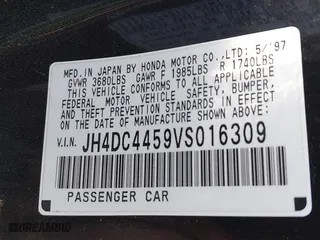 MFD. IN JAPAN BY HONDA MOTOR CO., LTD: 5/'97
GVWR 3680LBS GAWR F 1985LBS R 1740LBS
THIS VEHICLE CONFORMS TO ALL APPLICABLE
FEDERAL MOTOR VEHICLE SAFETY, BUMPER,
AND THEFT PREVENTION STANDARDS IN
EFFECT ON THE DATE OF MANUFACTURE
SHOWN ABOVE.
V.I.N. JH4DC4459VS016309
PASSENGER CAR
DREAMBID